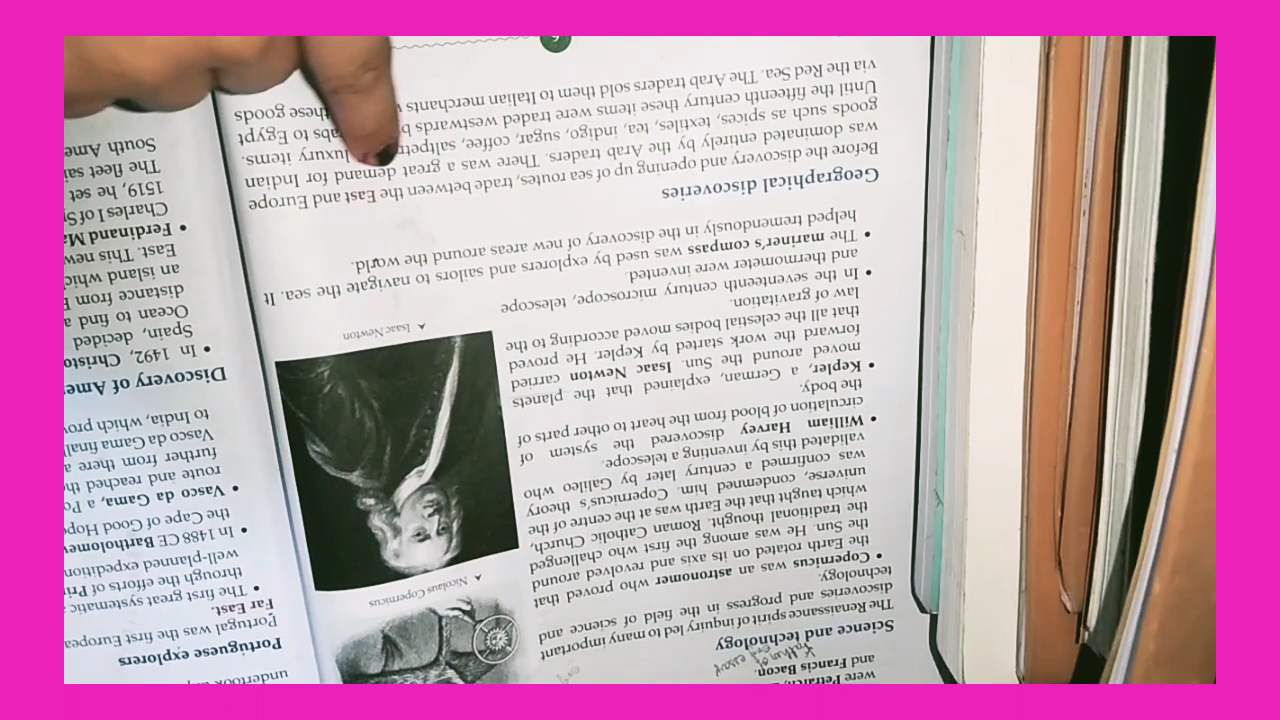 were Petrarch,
and Francis Bacon.
Science and technology
The Renaissance spirit of inquiry led to many important
discoveries and progress in the field of science and
technology.
• Copernicus was an astronomer who proved that
the Earth rotated on its axis and revolved around
the Sun. He was among the first who challenged
the traditional thought. Roman Catholic Church,
which taught that the Earth was at the centre of the
universe, condemned him. Copernicus's theory
was confirmed a century later by Galileo who
validated this by inventing a telescope.
• William Harvey discovered the system of
circulation of blood from the heart to other parts of
the body.
• Kepler, a German, explained that the planets
moved around the Sun. Isaac Newton carried
forward the work started by Kepler. He proved
that all the celestial bodies moved according to the
law of gravitation.
• In the seventeenth century microscope, telescope
and thermometer were invented.
• The mariner's compass was used by explorers and sailors to navigate the sea. It
helped tremendously in the discovery of new areas around the world.
Nicolaus Copernicus
Isaac Newton
Geographical discoveries
Before the discovery and opening up of sea routes, trade between the East and Europe
was dominated entirely by the Arab traders. There was a great demand for Indian
goods such as spices, textiles, tea, indigo, sugar, coffee, luxury items.
Until the fifteenth century these items were traded westwards to Egypt
via the Red Sea. The Arab traders sold them to Italian merchants these goods
6
undertook
Portuguese explorers
Portugal was the first European
Far East.
• The first great systematic
through the efforts of
well-planned expedition
• In 1488 CE
the Cape of Good Hope
• Vasco da Gama, a
route and reached the
further from there
Vasco da Gama
to India, which
Discovery of
• In 1492,
Spain, decided
Ocean to find
distance from
an island
East. This
• Ferdinand
Charles I of
1519, he set
The fleet
South